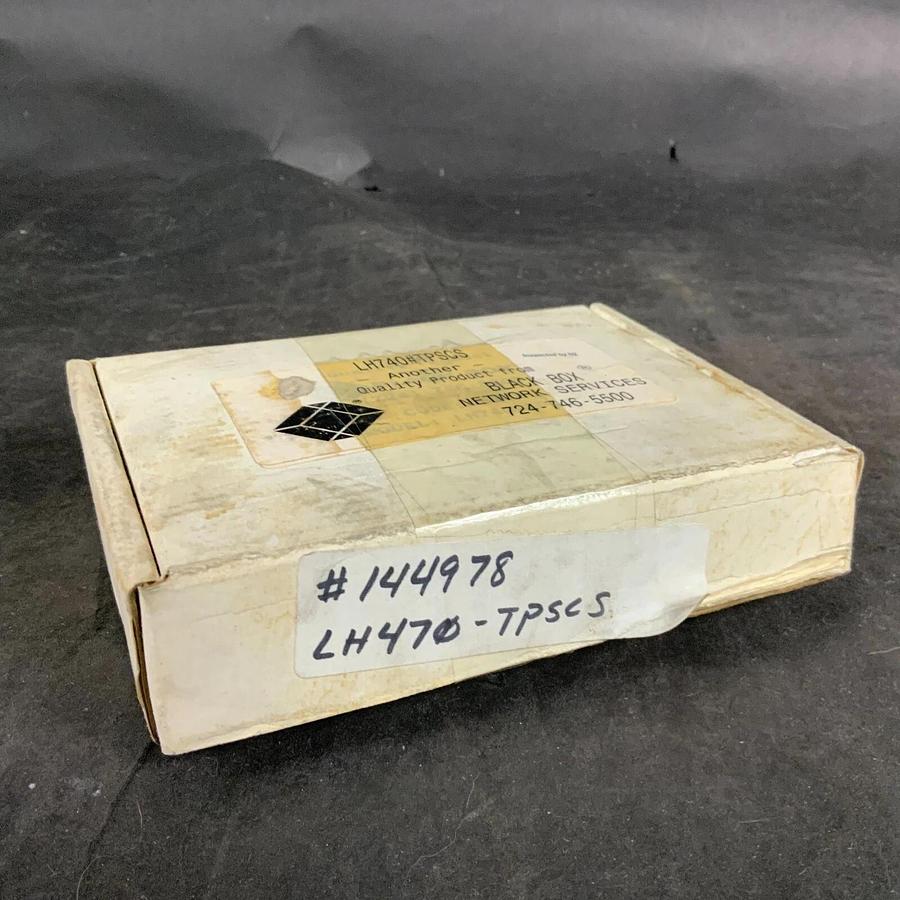 LH740#TPSCS
- Another -
Quality Product from
BLACK BOX
NETWORK SERVICES
724-746-5500
®
®
#144978
LH470-TPSCS